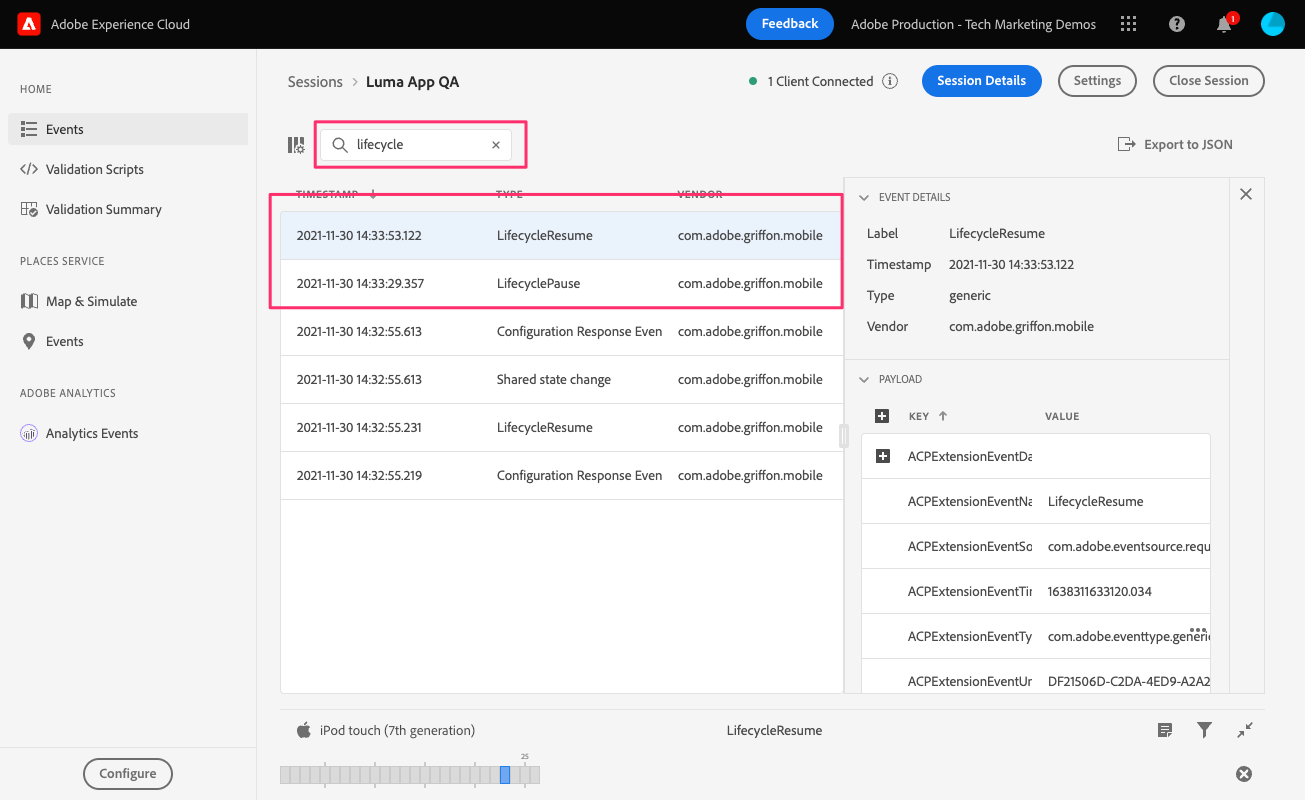 Adobe Experience Cloud
Feedback
Adobe Production - Tech Marketing Demos
1
HOME
Events
Validation Scripts
Validation Summary
PLACES SERVICE
Map & Simulate
Events
ADOBE ANALYTICS
Analytics Events
Configure
Sessions > Luma App QA
1 Client Connected
Session Details
Settings
Close Session
lifecycle
Export to JSON
TIMESTAMP ↓ TYPE VENDOR
2021-11-30 14:33:53.122 LifecycleResume com.adobe.griffon.mobile
2021-11-30 14:33:29.357 LifecyclePause com.adobe.griffon.mobile
2021-11-30 14:32:55.613 Configuration Response Even com.adobe.griffon.mobile
2021-11-30 14:32:55.613 Shared state change com.adobe.griffon.mobile
2021-11-30 14:32:55.231 LifecycleResume com.adobe.griffon.mobile
2021-11-30 14:32:55.219 Configuration Response Even com.adobe.griffon.mobile
EVENT DETAILS
Label LifecycleResume
Timestamp 2021-11-30 14:33:53.122
Type generic
Vendor com.adobe.griffon.mobile
PAYLOAD
KEY ↑ VALUE
ACPExtensionEventDa
ACPExtensionEventNa LifecycleResume
ACPExtensionEventSo com.adobe.eventsource.requ
ACPExtensionEventTir 1638311633120.034
ACPExtensionEventTy com.adobe.eventtype.generic
ACPExtensionEventUr DF21506D-C2DA-4ED9-A2A2
iPod touch (7th generation)
LifecycleResume
25